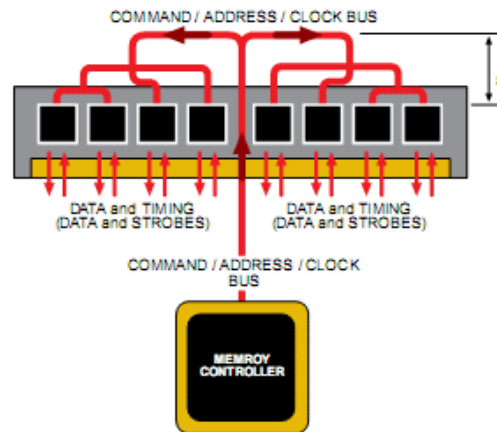 COMMAND / ADDRESS / CLOCK BUS
DATA and TIMING
(DATA and STROBES)
DATA and TIMING
(DATA and STROBES)
COMMAND / ADDRESS / CLOCK
BUS
MEMROY
CONTROLLER